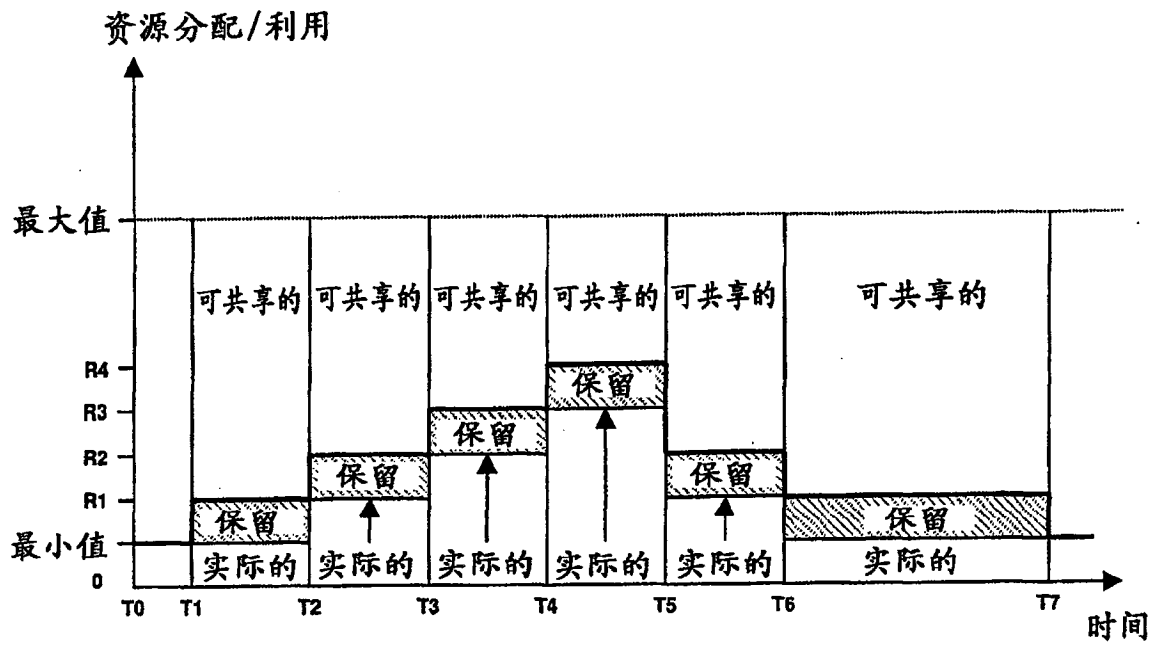 资源分配/利用
最大值
可共享的 可共享的 可共享的 可共享的 可共享的 可共享的
R4
保留
R3
保留
R2
保留 保留
R1
保留 保留
最小值
实际的 实际的 实际的 实际的 实际的 实际的
0
T0 T1 T2 T3 T4 T5 T6 T7
时间